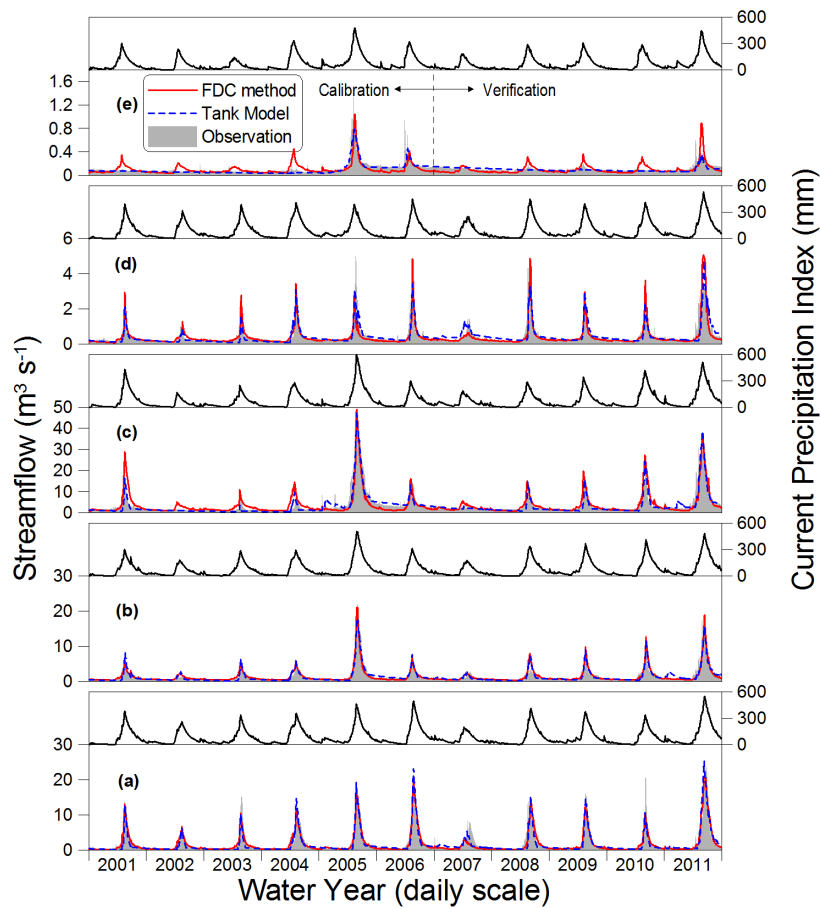 600
300
0
1.6
1.2
0.8
0.4
0
(e)
FDC method
Tank Model
Observation
Calibration
Verification
600
300
0
6
4
2
0
(d)
600
300
0
50
40
30
20
10
0
(c)
600
300
0
30
20
10
0
(b)
600
300
0
30
20
10
0
(a)
2001 2002 2003 2004 2005 2006 2007 2008 2009 2010 2011
Water Year (daily scale)
Streamflow (m³ s⁻¹)
Current Precipitation Index (mm)